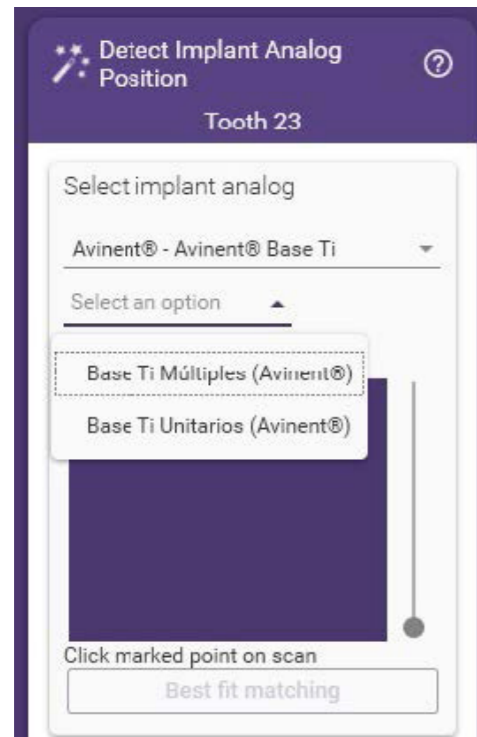 Detect Implant Analog
Position
Tooth 23
Select implant analog
Avinent® - Avinent® Base Ti
Select an option
Base Ti Múltiples (Avinent®)
Base Ti Unitarios (Avinent®)
Click marked point on scan
Best fit matching